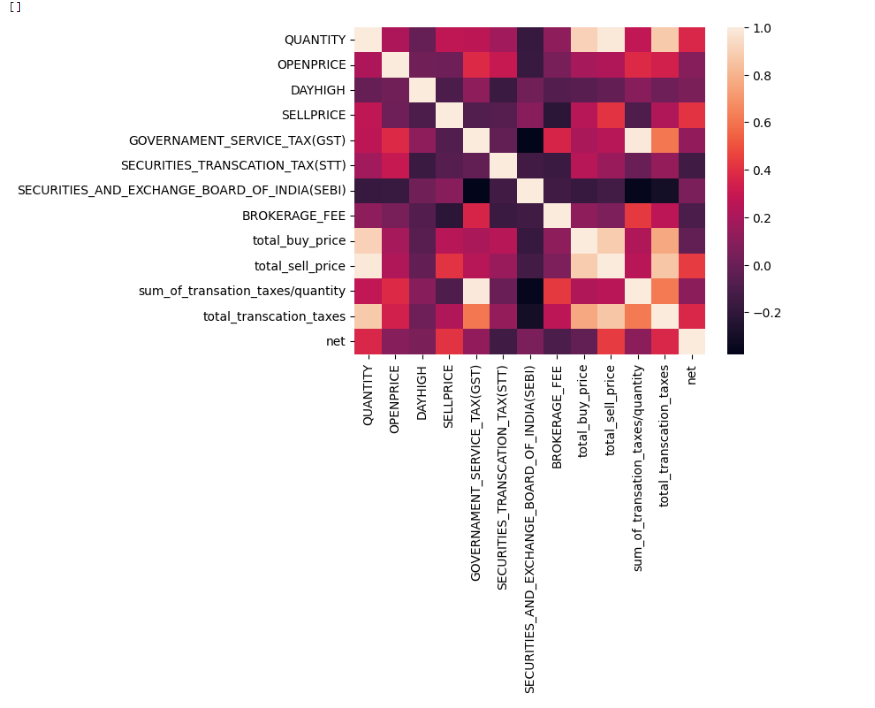 []
QUANTITY
OPENPRICE
DAYHIGH
SELLPRICE
GOVERNAMENT_SERVICE_TAX(GST)
SECURITIES_TRANSCATION_TAX(STT)
SECURITIES_AND_EXCHANGE_BOARD_OF_INDIA(SEBI)
BROKERAGE_FEE
total_buy_price
total_sell_price
sum_of_transation_taxes/quantity
total_transcation_taxes
net
1.0
0.8
0.6
0.4
0.2
0.0
−0.2
QUANTITY
OPENPRICE
DAYHIGH
SELLPRICE
GOVERNAMENT_SERVICE_TAX(GST)
SECURITIES_TRANSCATION_TAX(STT)
SECURITIES_AND_EXCHANGE_BOARD_OF_INDIA(SEBI)
BROKERAGE_FEE
total_buy_price
total_sell_price
sum_of_transation_taxes/quantity
total_transcation_taxes
net